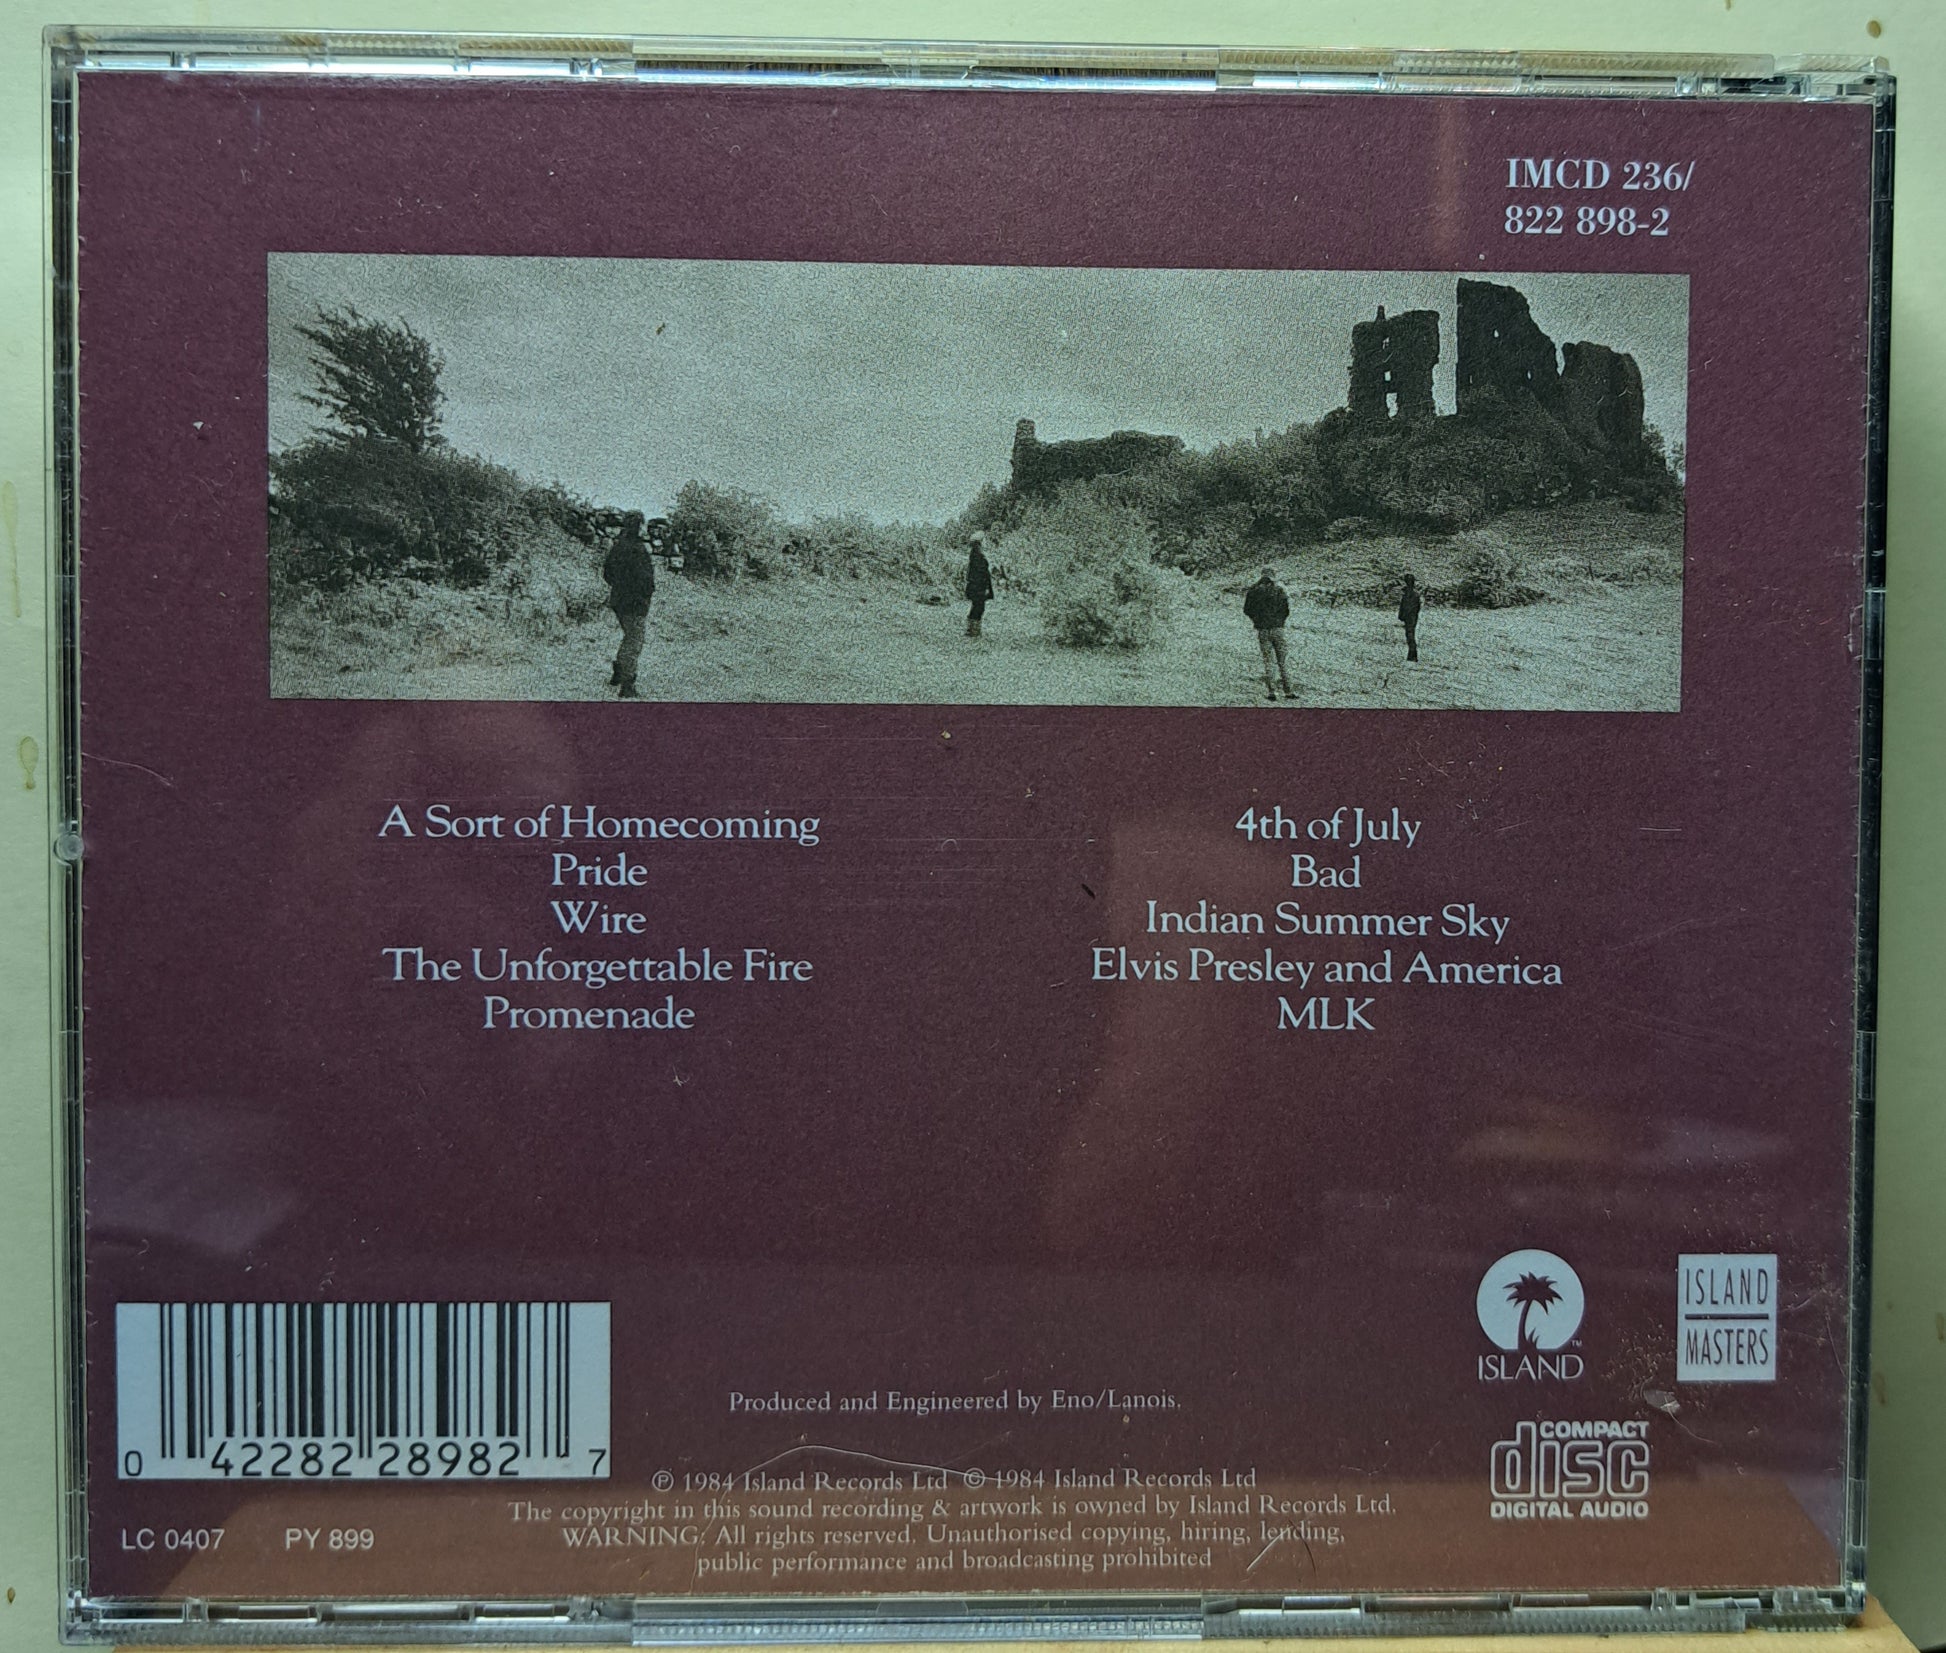 IMCD 236/
822 898-2
A Sort of Homecoming
Pride
Wire
The Unforgettable Fire
Promenade
4th of July
Bad
Indian Summer Sky
Elvis Presley and America
MLK
ISLAND
TM
ISLAND
MASTERS
Produced and Engineered by Eno/Lanois.
0 42282 28982 7
COMPACT
disc
DIGITAL AUDIO
℗ 1984 Island Records Ltd © 1984 Island Records Ltd
The copyright in this sound recording & artwork is owned by Island Records Ltd.
WARNING: All rights reserved. Unauthorised copying, hiring, lending,
public performance and broadcasting prohibited
LC 0407 PY 899